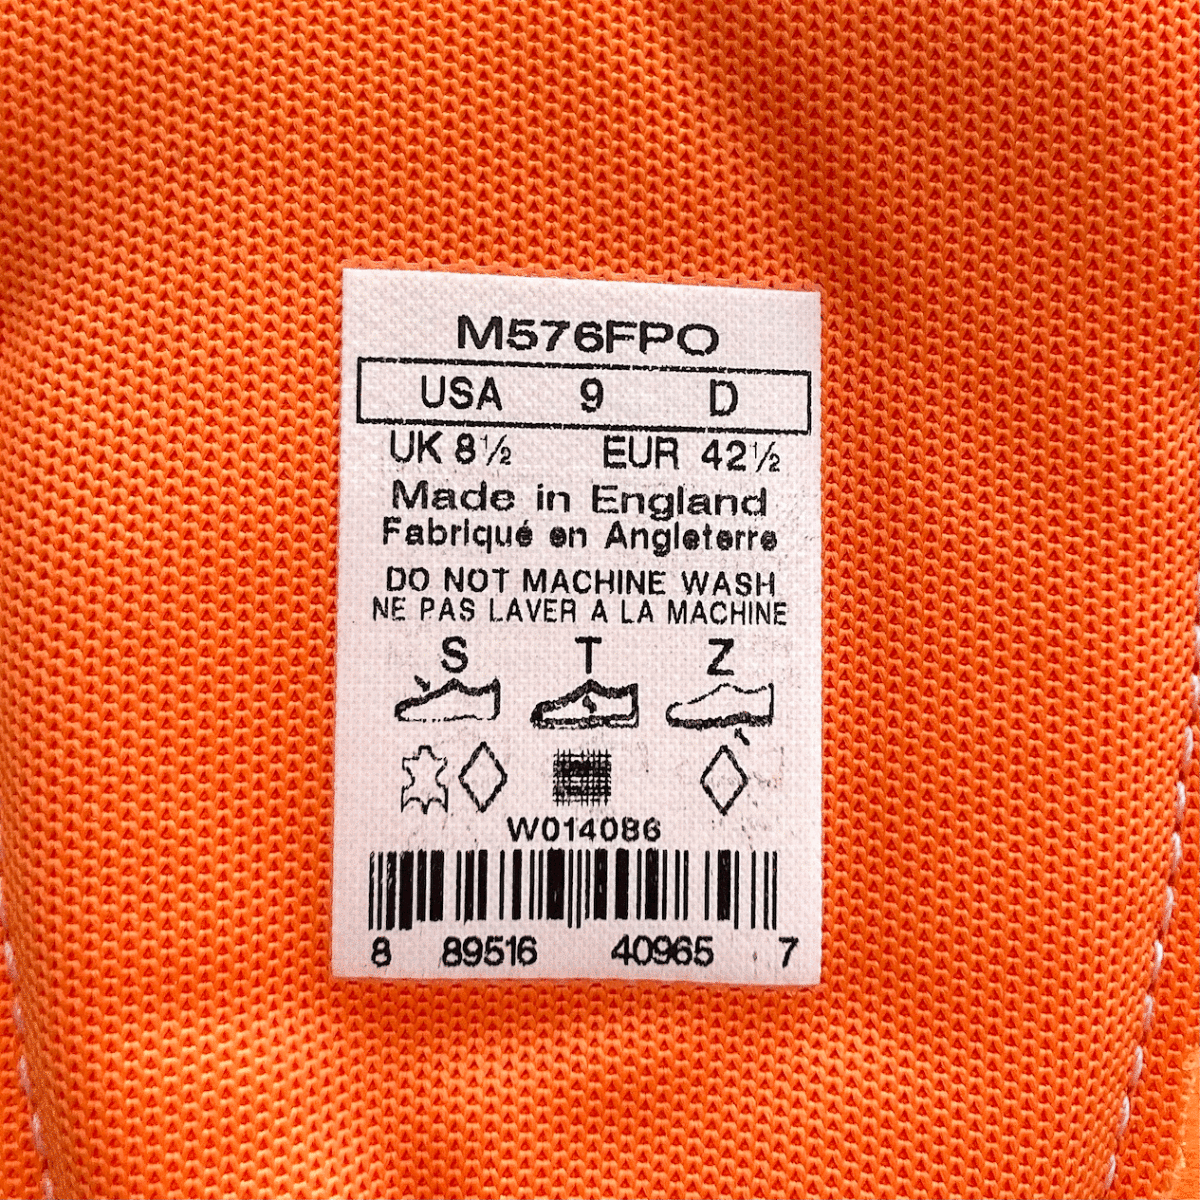 M576FPO
USA 9 D
UK 8½ EUR 42½
Made in England
Fabriqué en Angleterre
DO NOT MACHINE WASH
NE PAS LAVER A LA MACHINE
S T Z
W014086
8 89516 40965 7